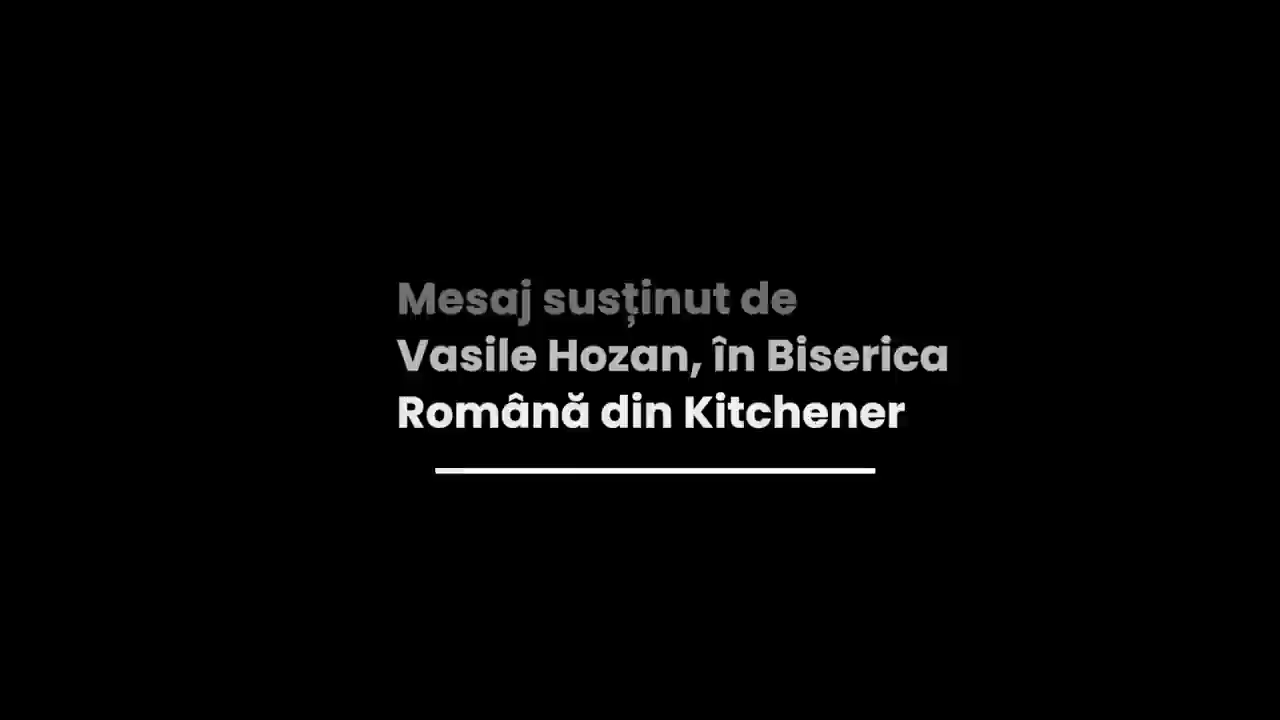 Mesaj susținut de
Vasile Hozan, în Biserica
Română din Kitchener